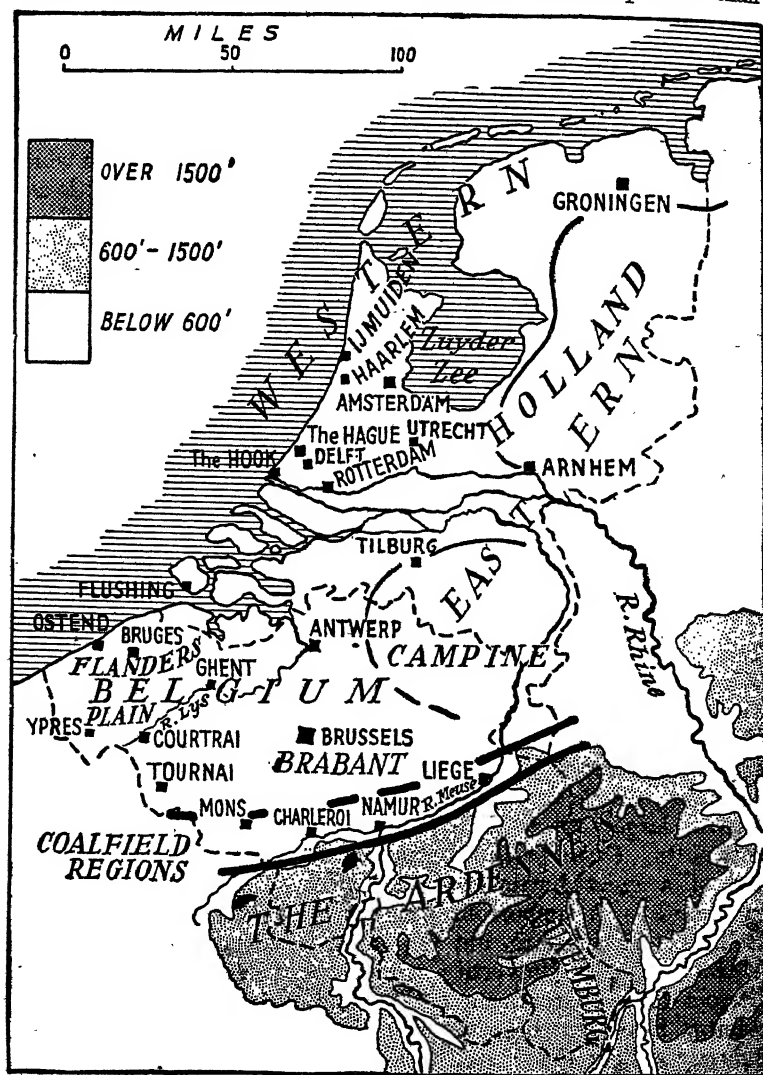 MILES
0 50 100
OVER 1500'
600'-1500'
BELOW 600'
WESTERN
GRONINGEN
HOLLAND
EASTERN
IJMUIDEN
HAARLEM
Zuyder
Zee
AMSTERDAM
The HAGUE
UTRECHT
DELFT
The HOOK
ROTTERDAM
ARNHEM
TILBURG
FLUSHING
R. Rhine
OSTEND
BRUGES
ANTWERP
FLANDERS
PLAIN
GHENT
CAMPINE
BELGIUM
R. Lys
YPRES
COURTRAI
BRUSSELS
BRABANT
TOURNAI
LIEGE
MONS
CHARLEROI
NAMUR
R. Meuse
COALFIELD
REGIONS
THE ARDENNES